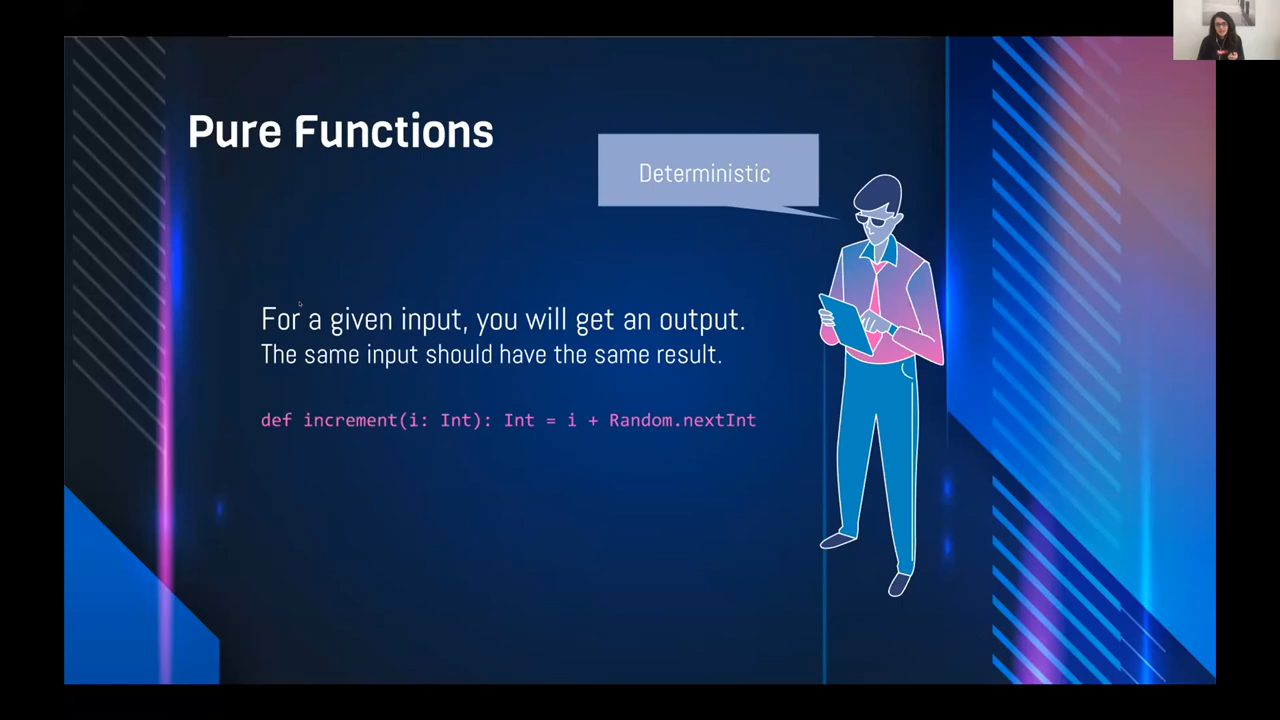 Pure Functions
Deterministic
For a given input, you will get an output.
The same input should have the same result.
def increment(i: Int): Int = i + Random.nextInt